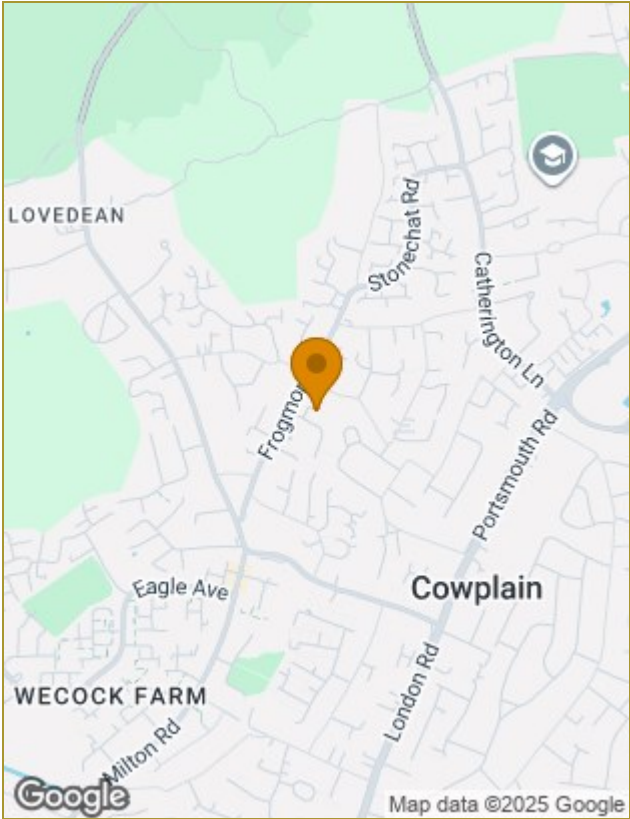 LOVEDEAN
Stonechat Rd
Catherington Ln
Portsmouth Rd
Cowplain
Eagle Ave
WECOCK FARM
London Rd
Milton Rd
Google
Map data ©2025 Google